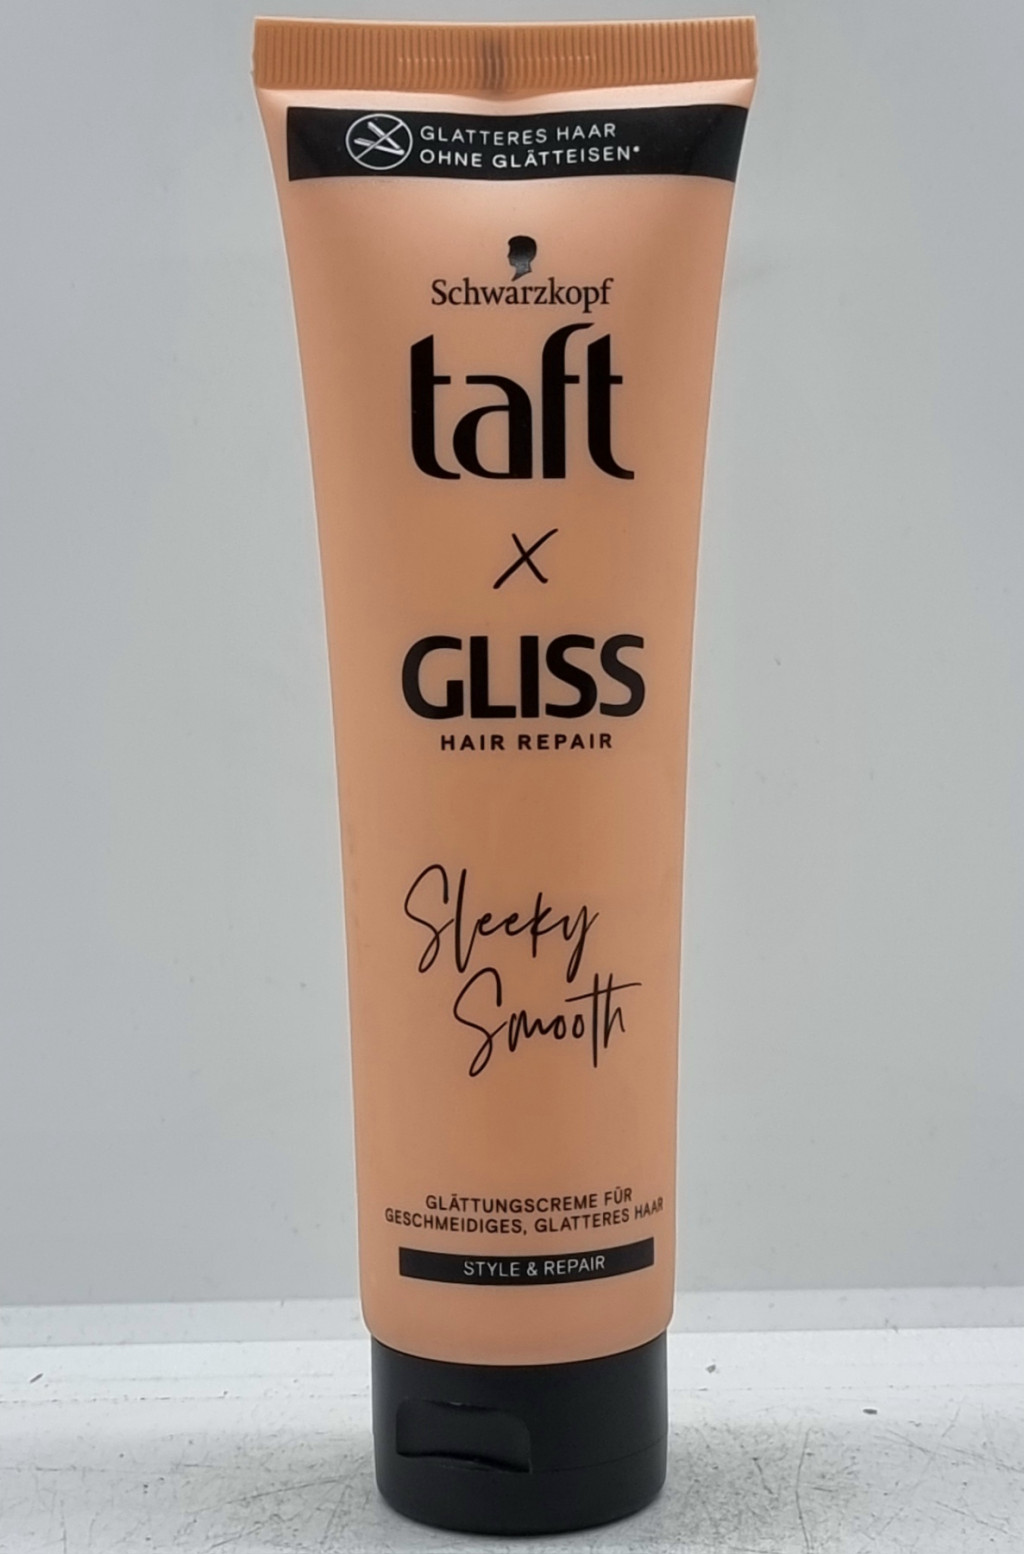 GLATTERES HAAR
OHNE GLÄTTEISEN*
Schwarzkopf
taft
X
GLISS
HAIR REPAIR
Sleeky
Smooth
GLÄTTUNGSCREME FÜR
GESCHMEIDIGES, GLATTERES HAAR
STYLE & REPAIR